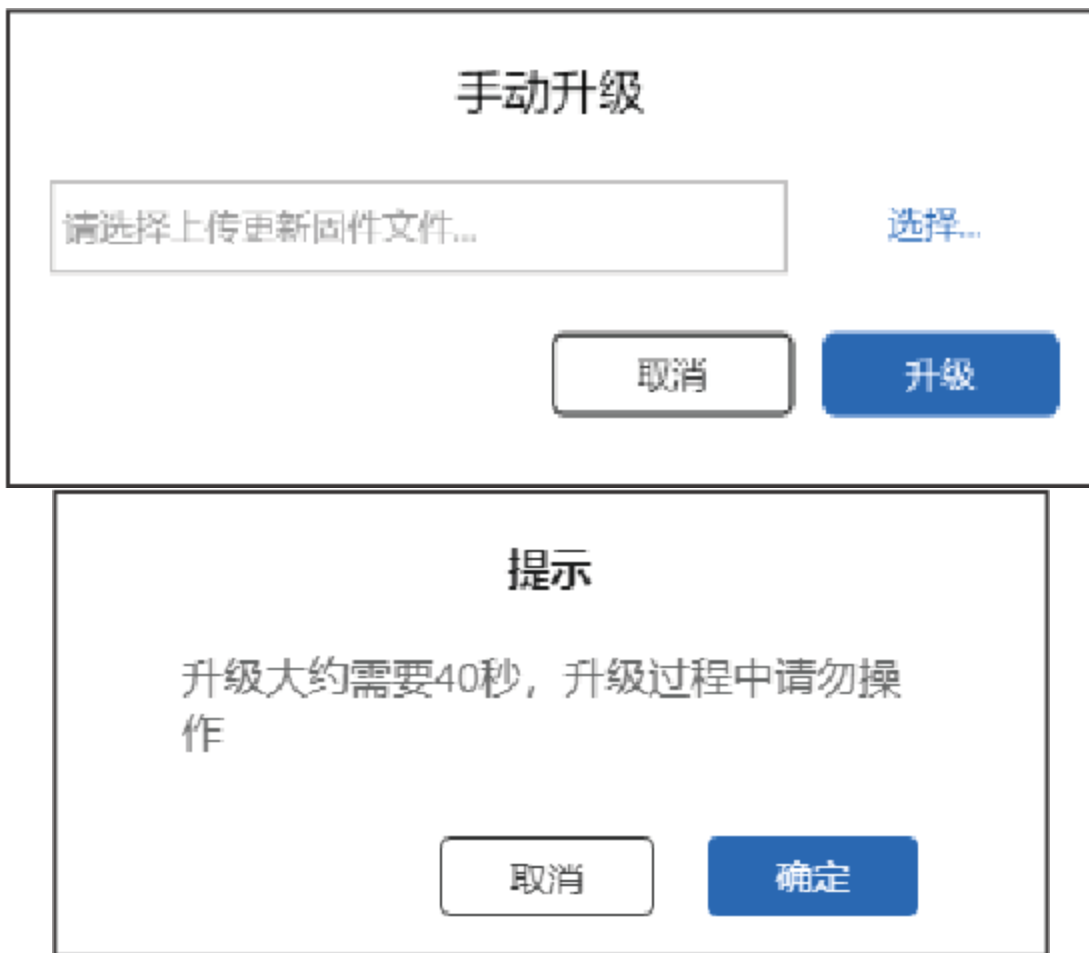 手动升级
请选择上传更新固件文件...
选择...
取消
升级
提示
升级大约需要40秒，升级过程中请勿操
作
取消
确定